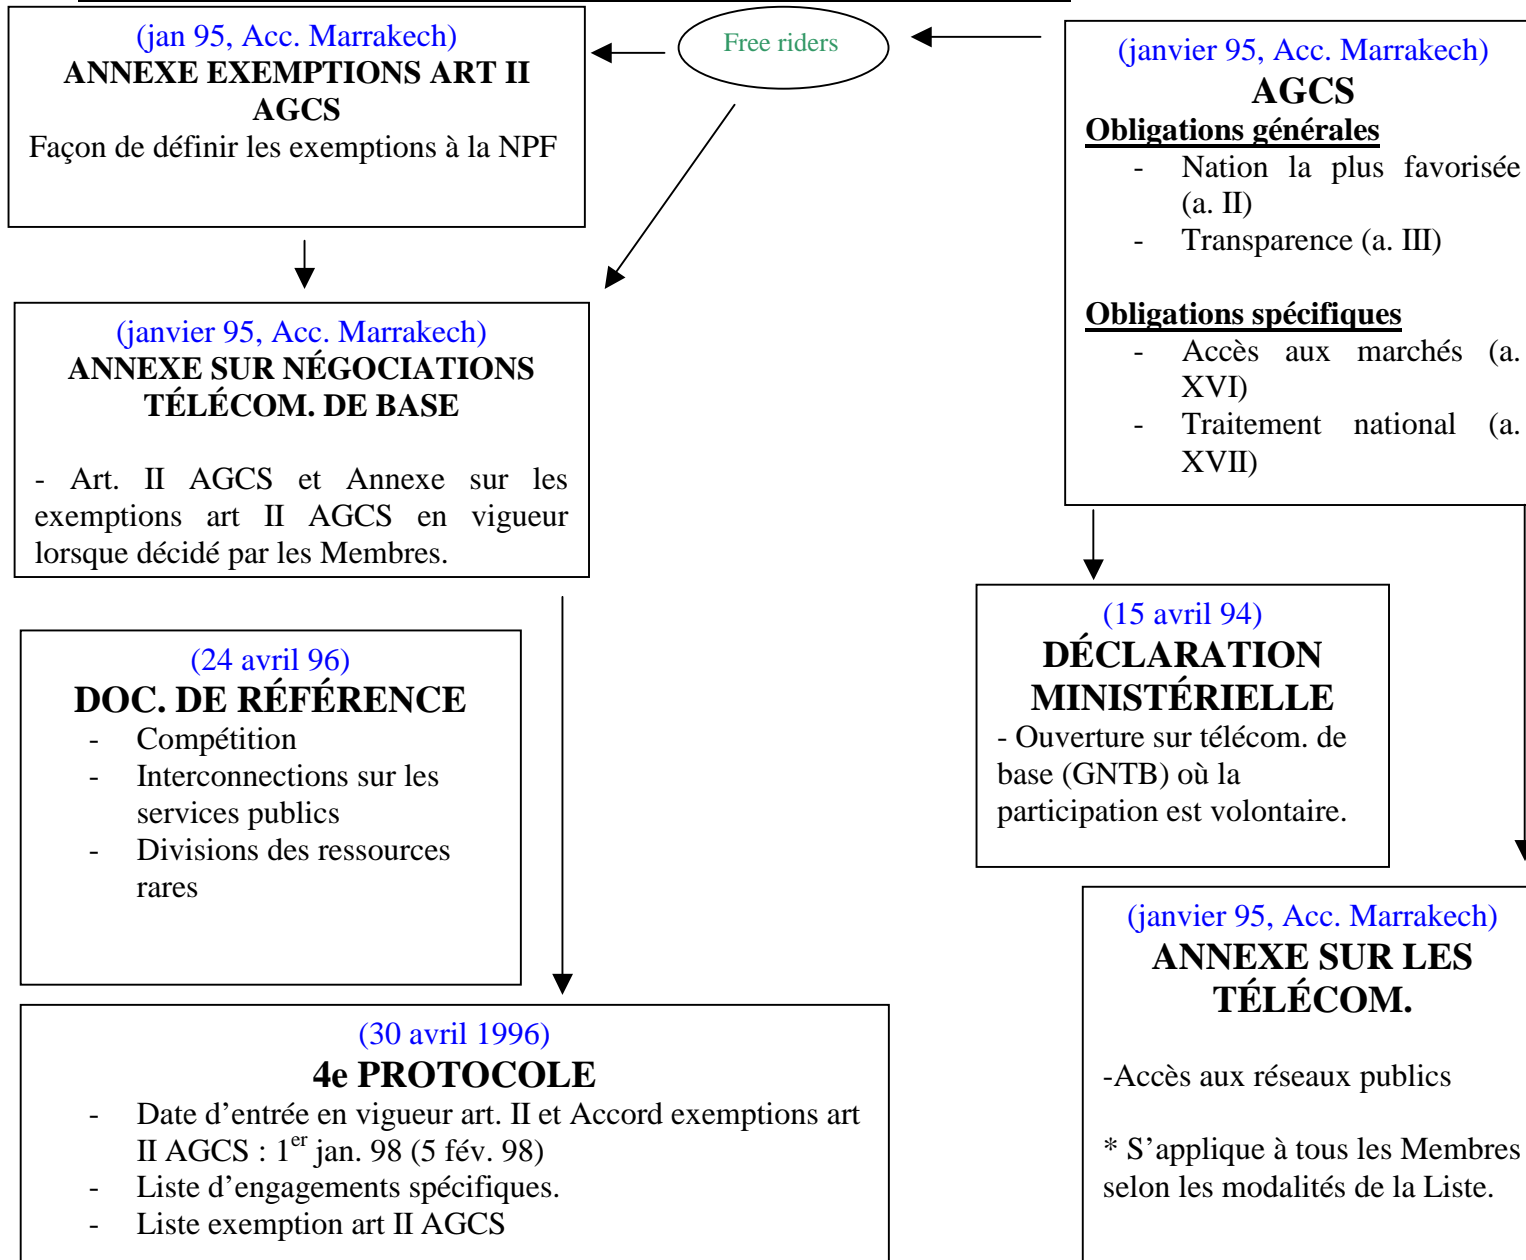 (jan 95, Acc. Marrakech)
ANNEXE EXEMPTIONS ART II
AGCS
Façon de définir les exemptions à la NPF
Free riders
(janvier 95, Acc. Marrakech)
AGCS
Obligations générales
- Nation la plus favorisée
(a. II)
- Transparence (a. III)
Obligations spécifiques
- Accès aux marchés (a.
XVI)
- Traitement national (a.
XVII)
(janvier 95, Acc. Marrakech)
ANNEXE SUR NÉGOCIATIONS
TÉLÉCOM. DE BASE
- Art. II AGCS et Annexe sur les
exemptions art II AGCS en vigueur
lorsque décidé par les Membres.
(15 avril 94)
DÉCLARATION
MINISTÉRIELLE
- Ouverture sur télécom. de
base (GNTB) où la
participation est volontaire.
(24 avril 96)
DOC. DE RÉFÉRENCE
- Compétition
- Interconnections sur les
services publics
- Divisions des ressources
rares
(janvier 95, Acc. Marrakech)
ANNEXE SUR LES
TÉLÉCOM.
-Accès aux réseaux publics
* S’applique à tous les Membres
selon les modalités de la Liste.
(30 avril 1996)
4e PROTOCOLE
- Date d’entrée en vigueur art. II et Accord exemptions art
II AGCS : 1er jan. 98 (5 fév. 98)
- Liste d’engagements spécifiques.
- Liste exemption art II AGCS